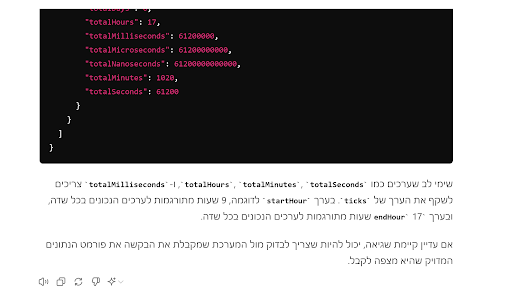 "totalHours": 17,
"totalMilliseconds": 61200000,
"totalMicroseconds": 61200000000,
"totalNanoseconds": 61200000000000,
"totalMinutes": 1020,
"totalSeconds": 61200
}
}
]
}
שימי לב שערכים כמו `totalSeconds`, `totalMinutes`, `totalHours`, ו-`totalMilliseconds` צריכים
לשקף את הערך של `ticks`. בערך `startHour` לדוגמה, 9 שעות מתורגמות לערכים הנכונים בכל שדה,
ובערך `endHour` 17 שעות מתורגמות לערכים הנכונים בכל שדה.
אם עדיין קיימת שגיאה, יכול להיות שצריך לבדוק מול המערכת שמקבלת את הבקשה את פורמט הנתונים
המדויק שהיא מצפה לקבל.